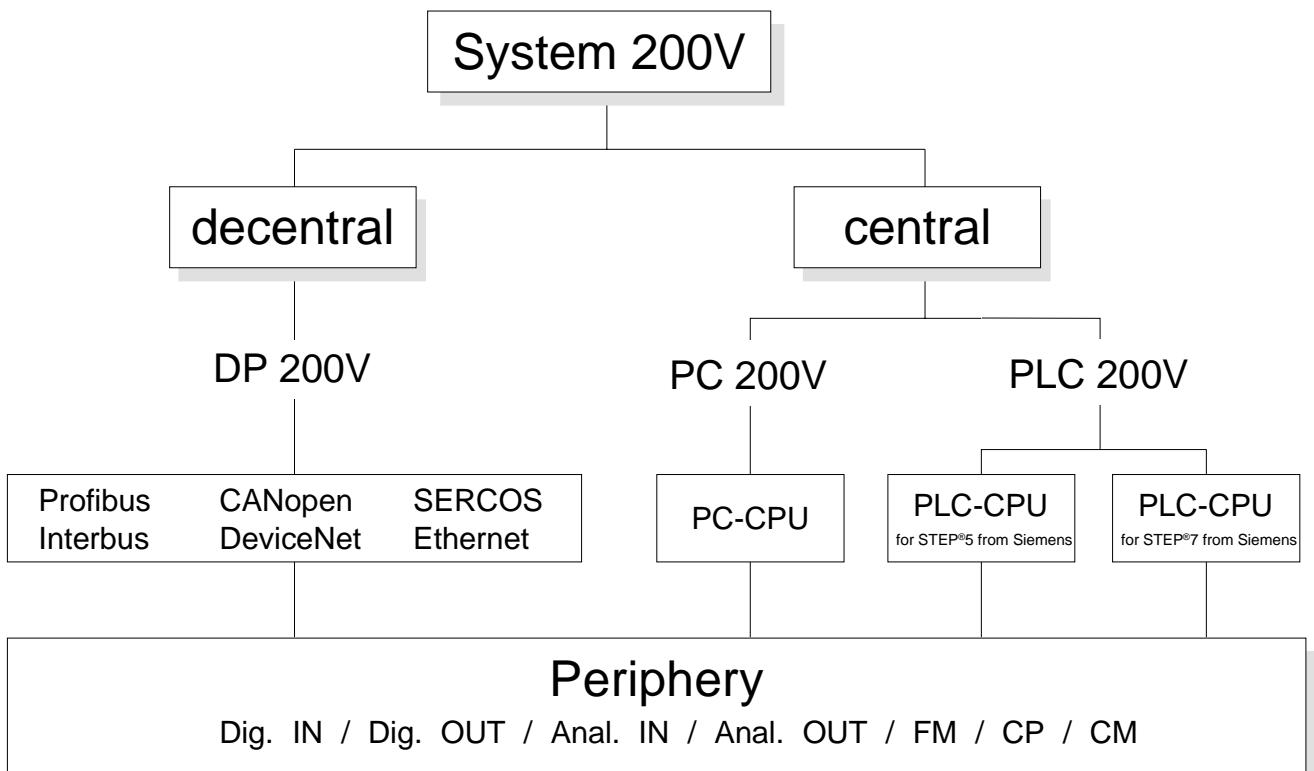 System 200V
decentral
central
DP 200V
PC 200V
PLC 200V
Profibus CANopen SERCOS
Interbus DeviceNet Ethernet
PC-CPU
PLC-CPU
for STEP®5 from Siemens
PLC-CPU
for STEP®7 from Siemens
Periphery
Dig. IN / Dig. OUT / Anal. IN / Anal. OUT / FM / CP / CM